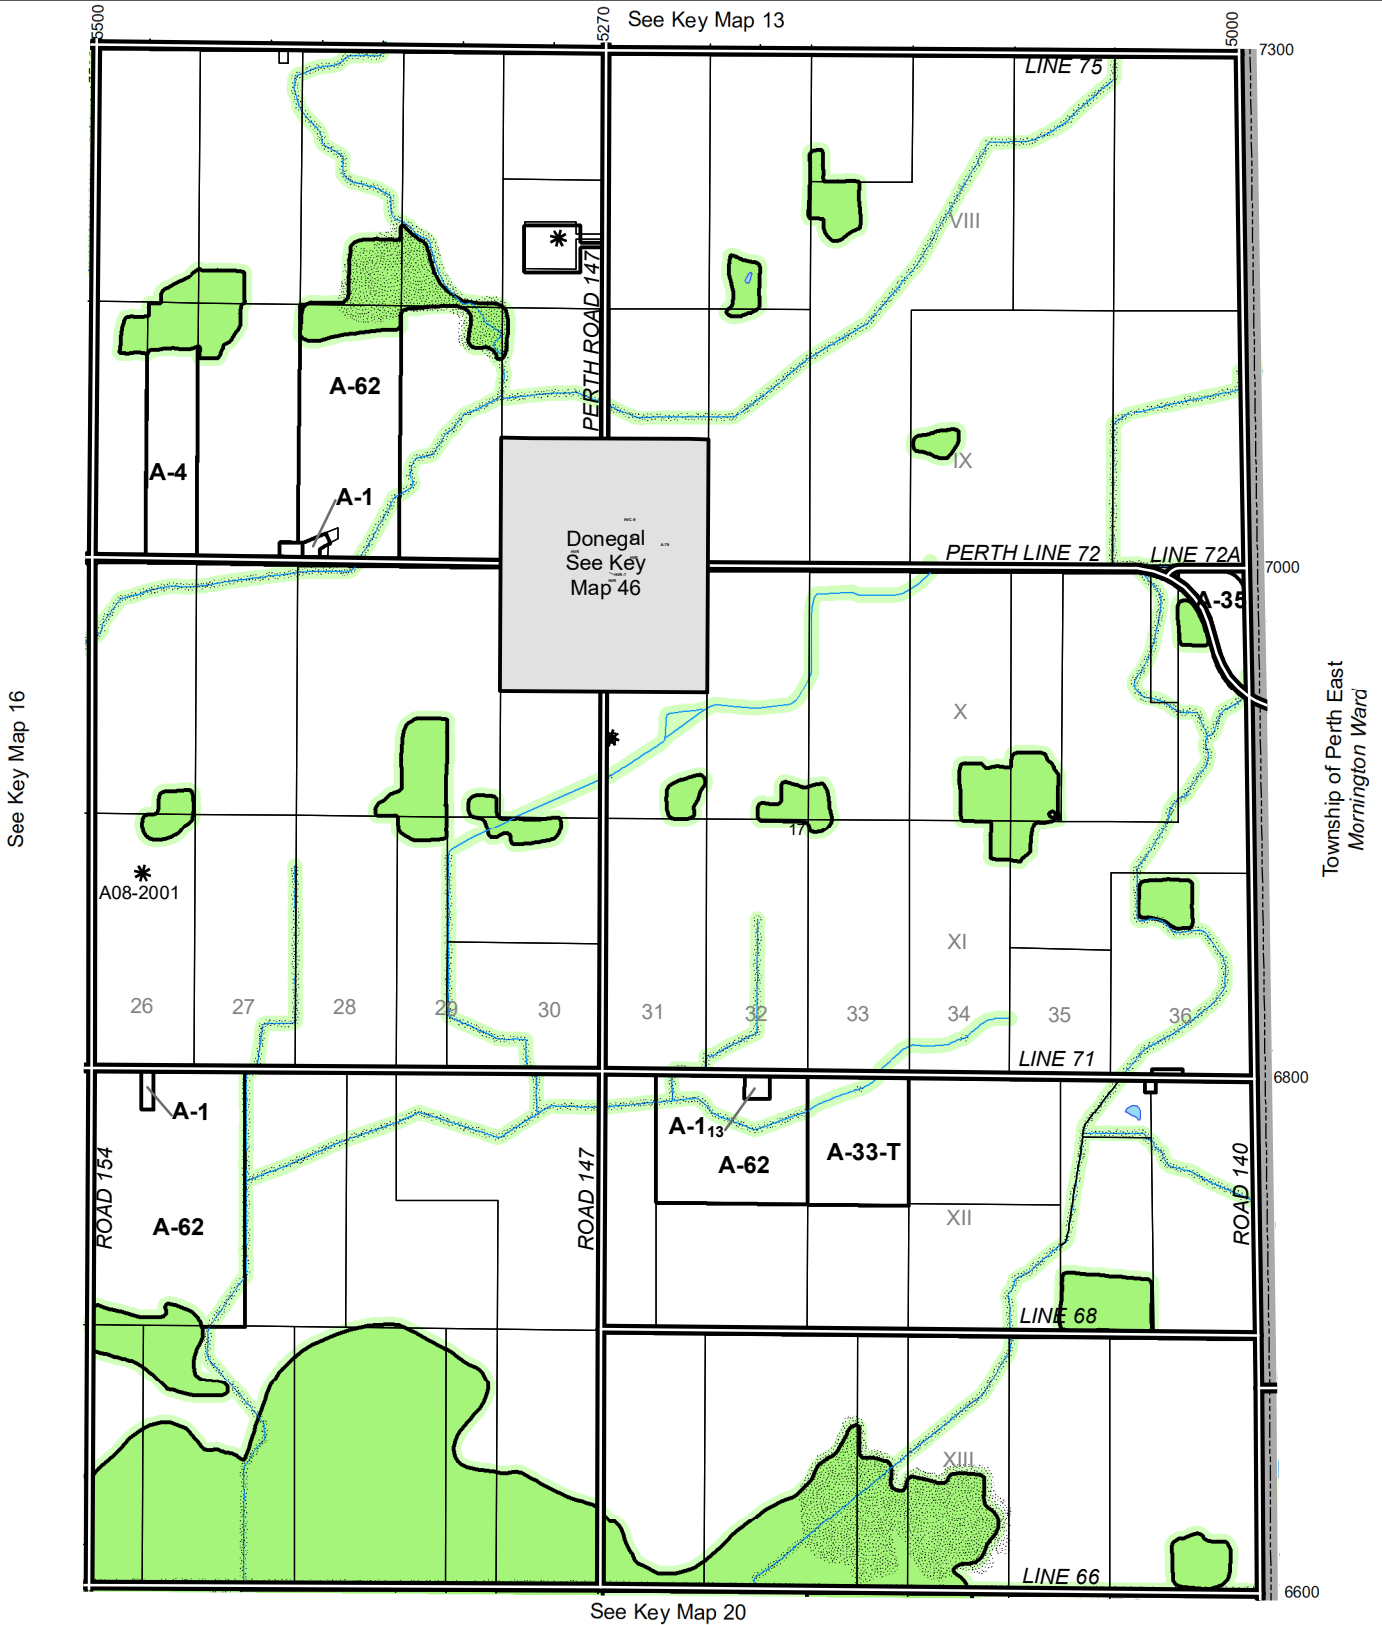 5500
5270
See Key Map 13
5000
7300
LINE 75
VIII
PERTH ROAD 147
A-62
A-4
A-1
IX
Donegal
See Key
Map 46
PERTH LINE 72
LINE 72A
7000
A-35
See Key Map 16
X
Township of Perth East
Mornington Ward
17
A08-2001
XI
26
27
28
29
30
31
32
33
34
35
36
LINE 71
6800
A-1
A-1 13
A-62
A-33-T
ROAD 154
ROAD 147
ROAD 140
A-62
XII
LINE 68
XIII
LINE 66
6600
See Key Map 20